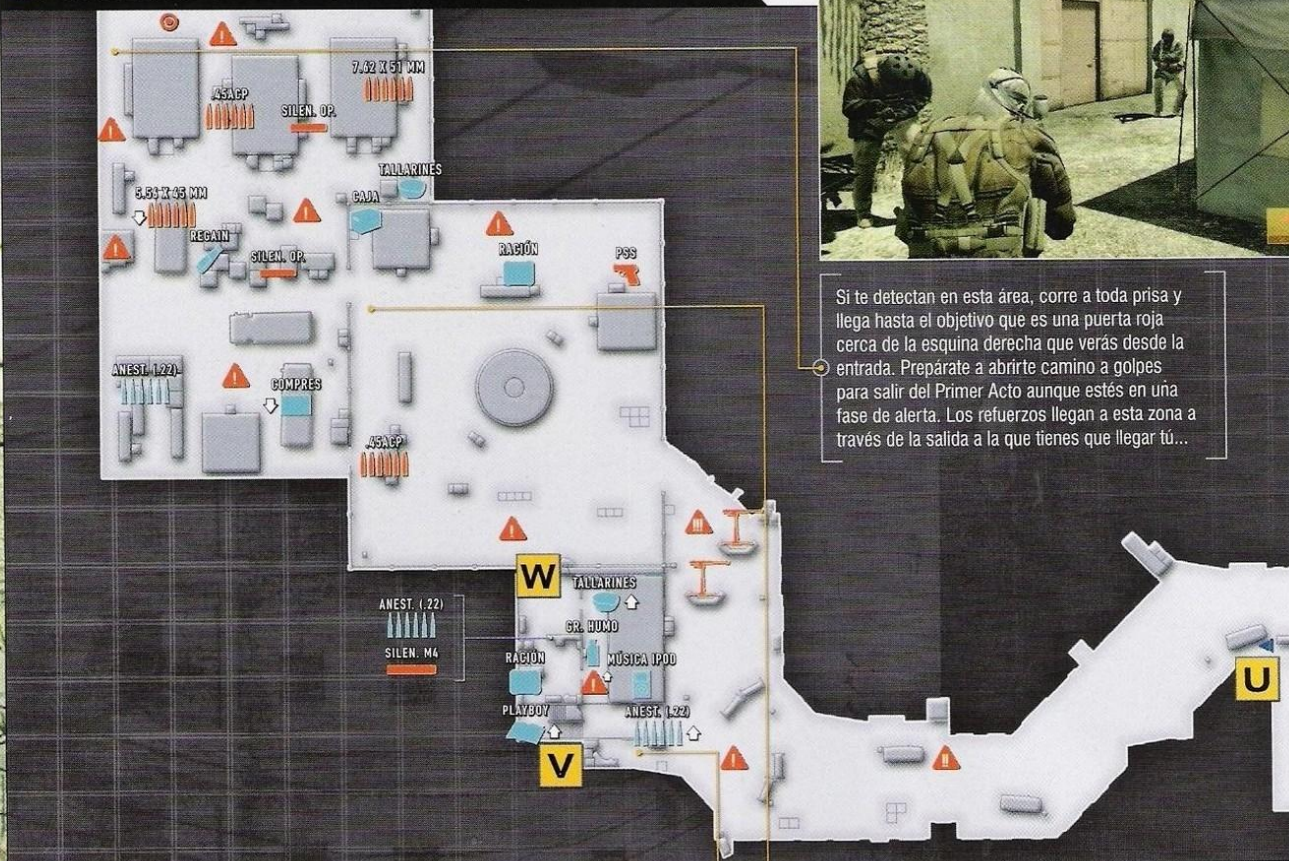 7.62 X 51 MM
.45ACP
SILEN. OP.
TALLARINES
CAJA
5.56 X 45 MM
REGAIN
SILEN. OP.
RACIÓN
PSS
ANEST. (.22)
COMPRES
.45ACP
Si te detectan en esta área, corre a toda prisa y
llega hasta el objetivo que es una puerta roja
cerca de la esquina derecha que verás desde la
entrada. Prepárate a abrirte camino a golpes
para salir del Primer Acto aunque estés en una
fase de alerta. Los refuerzos llegan a esta zona a
través de la salida a la que tienes que llegar tú...
W
TALLARINES
ANEST. (.22)
SILEN. M4
GR. HUMO
RACIÓN
MÚSICA IPOD
PLAYBOY
ANEST. (.22)
V
U